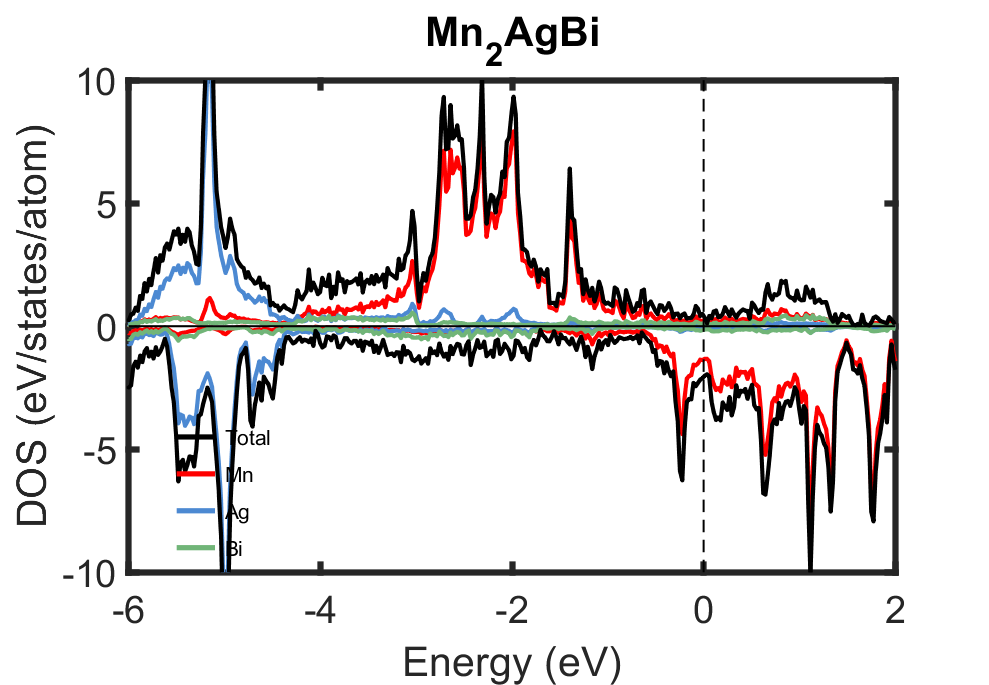 Mn2AgBi
DOS (eV/states/atom)
10
5
0
-5
-10
Total
Mn
Ag
Bi
-6 -4 -2 0 2
Energy (eV)